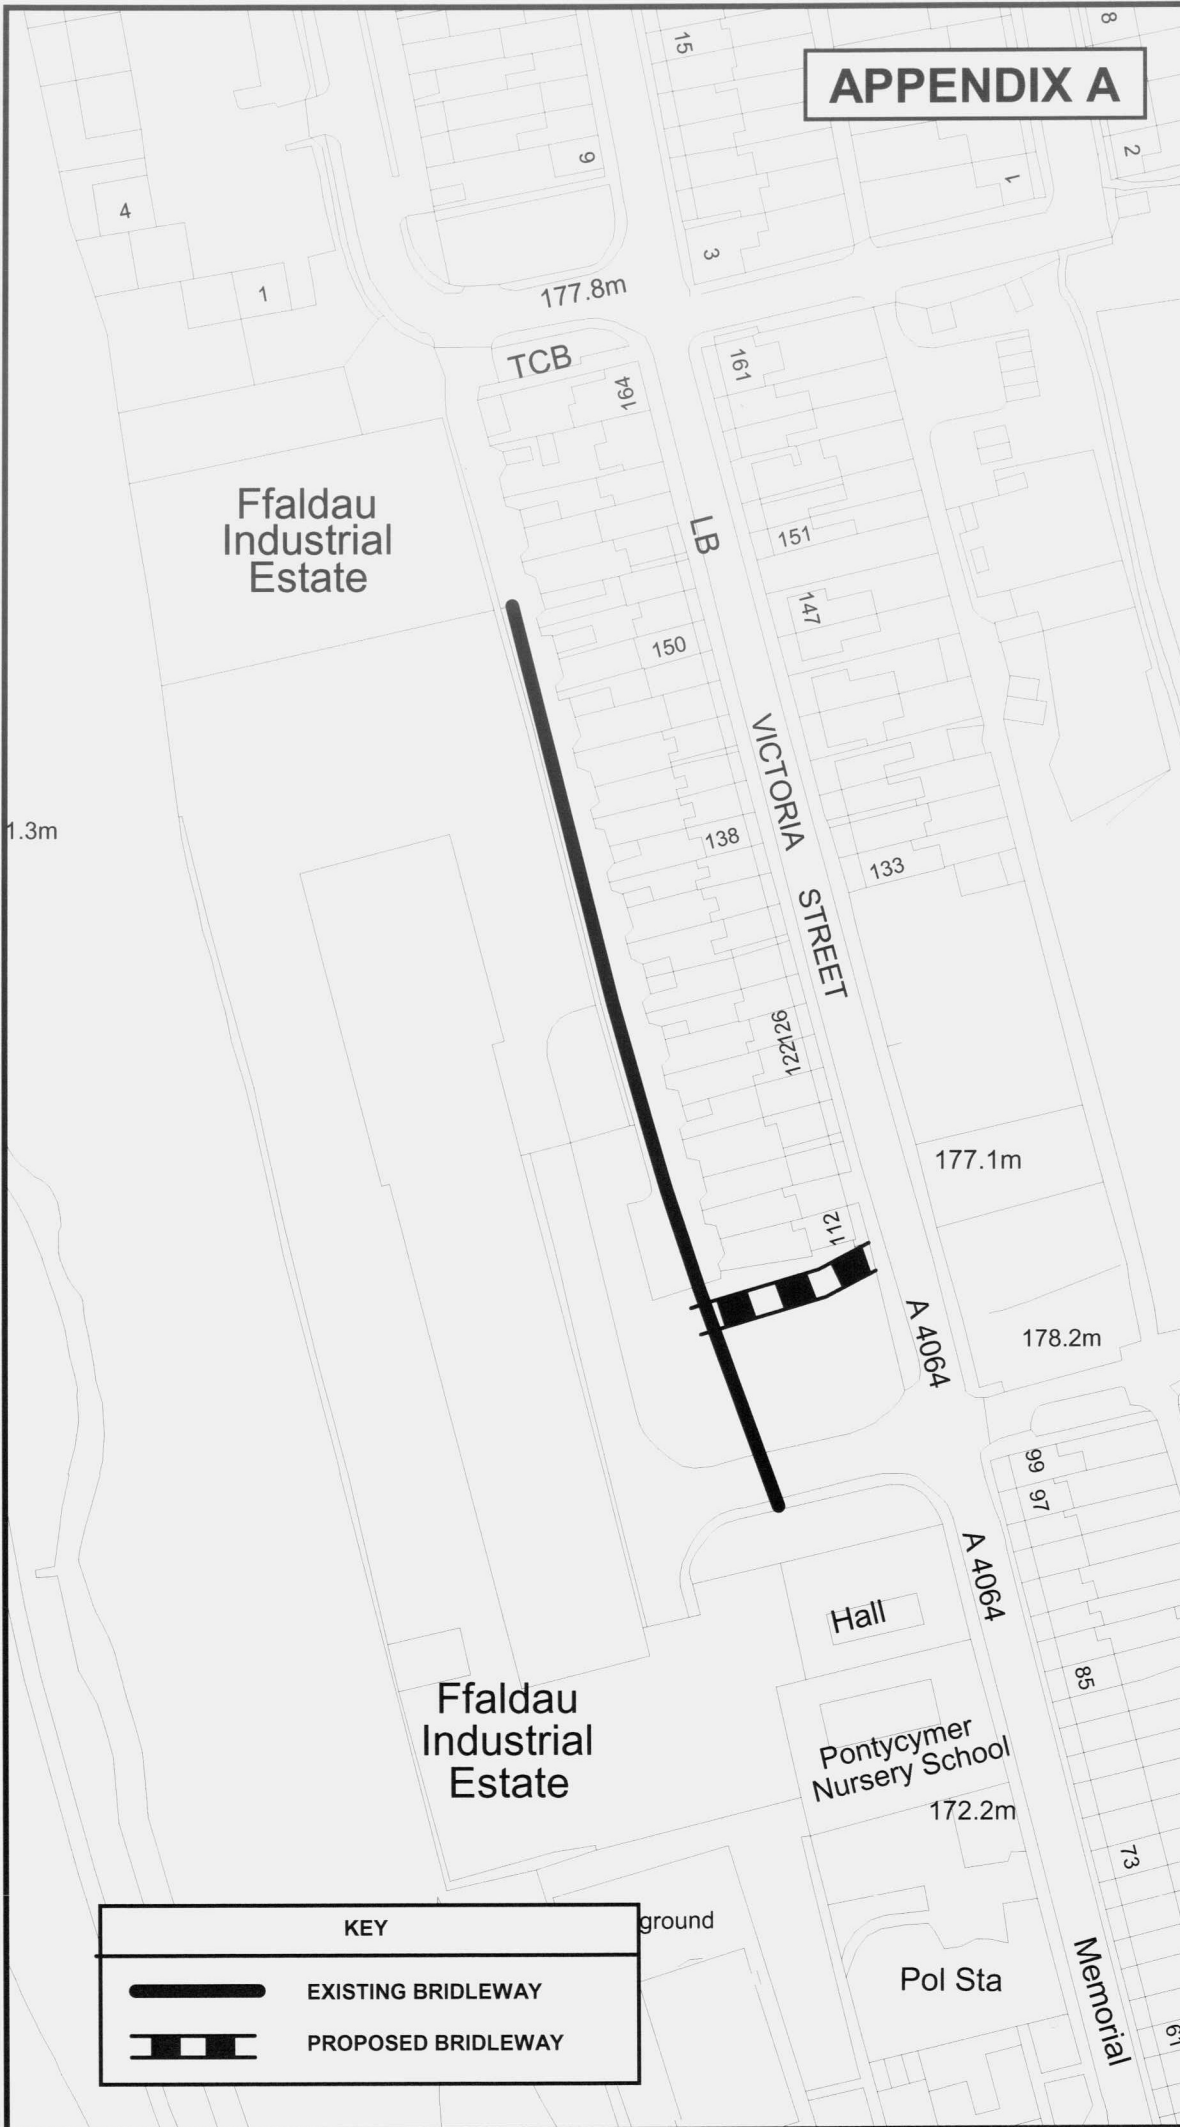 8
15
APPENDIX A
2
9
1
4
3
1
177.8m
TCB
164
161
LB
151
Ffaldau
Industrial
Estate
147
150
VICTORIA STREET
1.3m
138
133
126
122
177.1m
112
A 4064
178.2m
99
97
A 4064
Hall
85
Ffaldau
Industrial
Estate
Pontycymer
Nursery School
172.2m
73
ground
KEY
EXISTING BRIDLEWAY
PROPOSED BRIDLEWAY
Pol Sta
Memorial
61